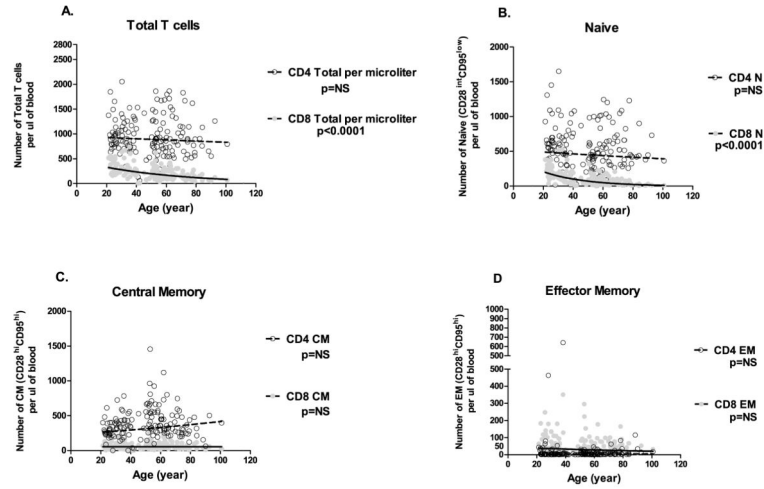 A.
Total T cells
Number of Total T cells
per ul of blood
2800
2400
2000
1500
1000
500
0
0 20 40 60 80 100 120
Age (year)
CD4 Total per microliter
p=NS
CD8 Total per microliter
p<0.0001
B.
Naive
Number of Naive (CD28 intCD95low)
per ul of blood
2000
1500
1000
500
0
0 20 40 60 80 100 120
Age (year)
CD4 N
p=NS
CD8 N
p<0.0001
C.
Central Memory
Number of CM (CD28 hiCD95hi)
per ul of blood
2000
1500
1000
500
0
0 20 40 60 80 100 120
Age (year)
CD4 CM
p=NS
CD8 CM
p=NS
D
Effector Memory
Number of EM (CD28hiCD95hi)
per ul of blood
1000
900
800
700
600
500
500
400
300
200
100
50
0
0 20 40 60 80 100 120
Age (year)
CD4 EM
p=NS
CD8 EM
p=NS